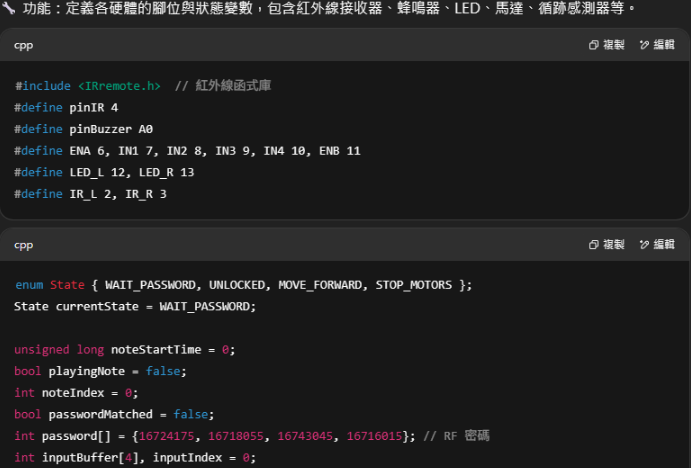 🔧 功能：定義各硬體的腳位與狀態變數，包含紅外線接收器、蜂鳴器、LED、馬達、循跡感測器等。
cpp 複製 編輯
#include <IRremote.h>  // 紅外線函式庫
#define pinIR 4
#define pinBuzzer A0
#define ENA 6, IN1 7, IN2 8, IN3 9, IN4 10, ENB 11
#define LED_L 12, LED_R 13
#define IR_L 2, IR_R 3
cpp 複製 編輯
enum State { WAIT_PASSWORD, UNLOCKED, MOVE_FORWARD, STOP_MOTORS };
State currentState = WAIT_PASSWORD;
unsigned long noteStartTime = 0;
bool playingNote = false;
int noteIndex = 0;
bool passwordMatched = false;
int password[] = {16724175, 16718055, 16743045, 16716015}; // RF 密碼
int inputBuffer[4], inputIndex = 0;